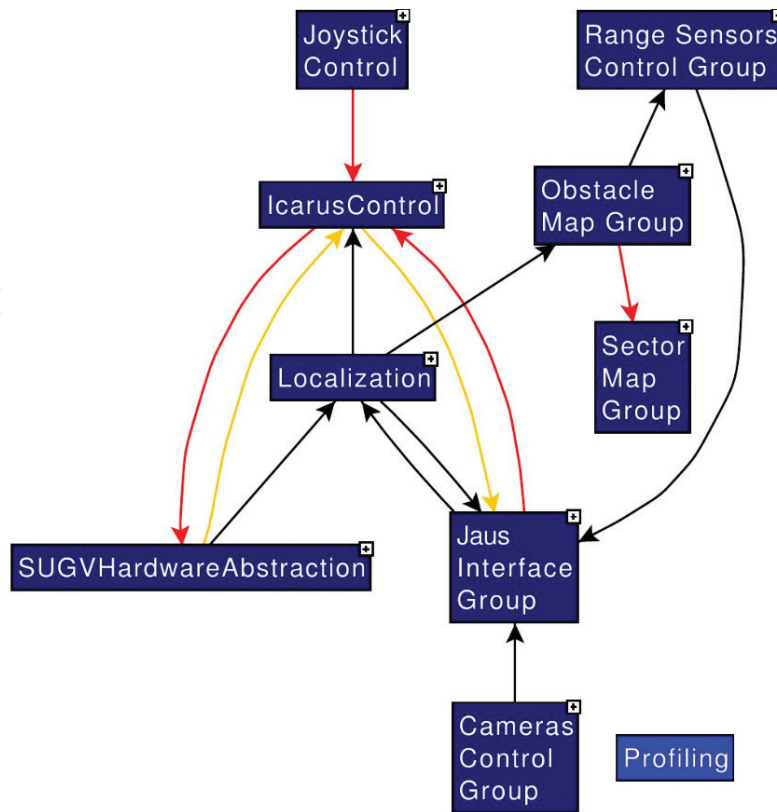 Joystick
Control
Range Sensors
Control Group
IcarusControl
Obstacle
Map Group
Localization
Sector
Map
Group
SUGVHardwareAbstraction
Jaus
Interface
Group
Cameras
Control
Group
Profiling